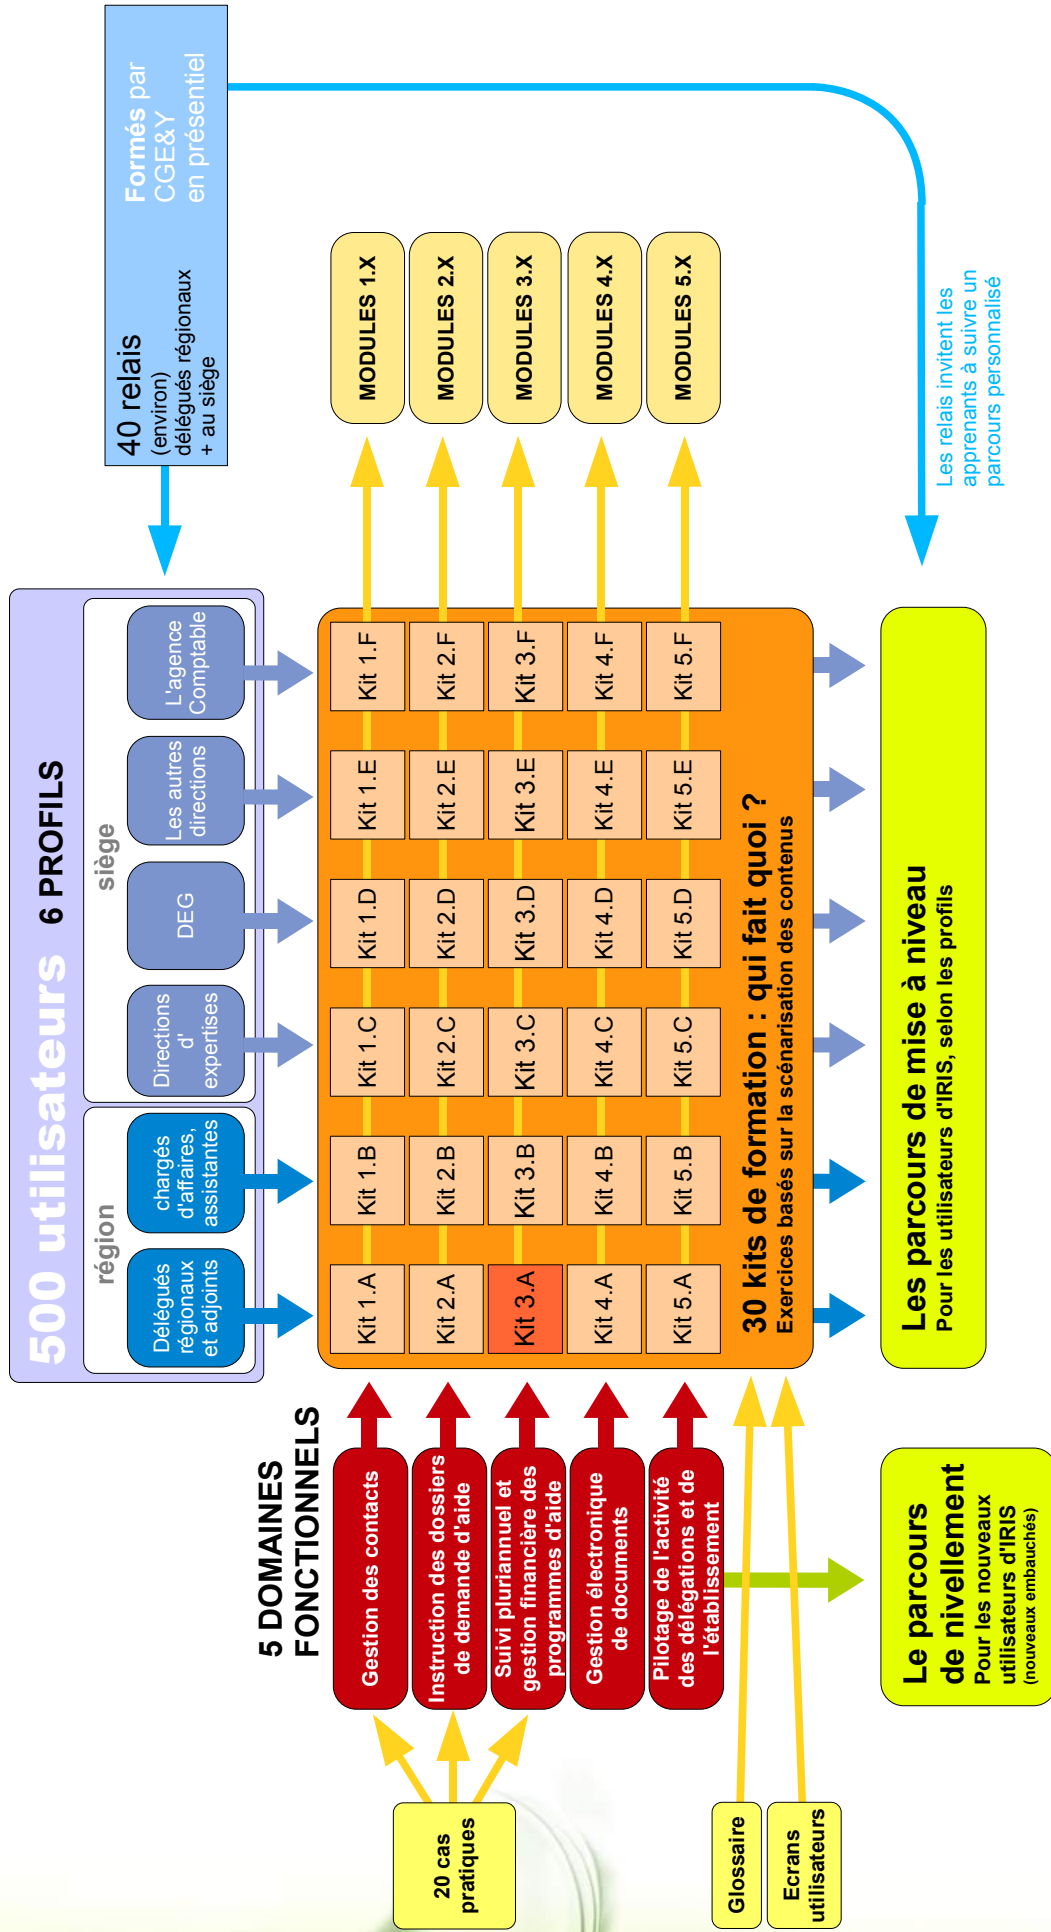 500 utilisateurs 6 PROFILS
région
siège
Délégués
régionaux
et adjoints
chargés
d'affaires,
assistantes
Directions
d'
expertises
DEG
Les autres
directions
L'agence
Comptable
40 relais
(environ)
délégués régionaux
+ au siège
Formés par
CGE&Y
en présentiel
5 DOMAINES
FONCTIONNELS
20 cas
pratiques
Gestion des contacts
Kit 1.A
Kit 1.B
Kit 1.C
Kit 1.D
Kit 1.E
Kit 1.F
MODULES 1.X
Instruction des dossiers
de demande d'aide
Kit 2.A
Kit 2.B
Kit 2.C
Kit 2.D
Kit 2.E
Kit 2.F
MODULES 2.X
Suivi pluriannuel et
gestion financière des
programmes d'aide
Kit 3.A
Kit 3.B
Kit 3.C
Kit 3.D
Kit 3.E
Kit 3.F
MODULES 3.X
Gestion électronique
de documents
Kit 4.A
Kit 4.B
Kit 4.C
Kit 4.D
Kit 4.E
Kit 4.F
MODULES 4.X
Pilotage de l'activité
des délégations et de
l'établissement
Kit 5.A
Kit 5.B
Kit 5.C
Kit 5.D
Kit 5.E
Kit 5.F
MODULES 5.X
Glossaire
Ecrans
utilisateurs
30 kits de formation : qui fait quoi ?
Exercices basés sur la scénarisation des contenus
Le parcours
de nivellement
Pour les nouveaux
utilisateurs d'IRIS
(nouveaux embauchés)
Les parcours de mise à niveau
Pour les utilisateurs d'IRIS, selon les profils
Les relais invitent les
apprenants à suivre un
parcours personnalisé